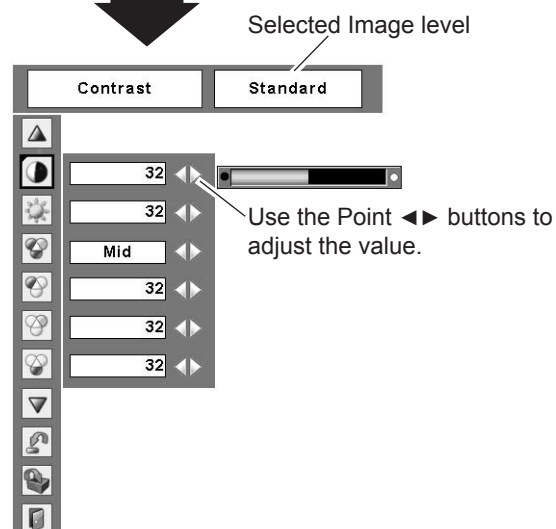 Selected Image level
Contrast Standard
32
32
Use the Point ◄► buttons to
adjust the value.
Mid
32
32
32